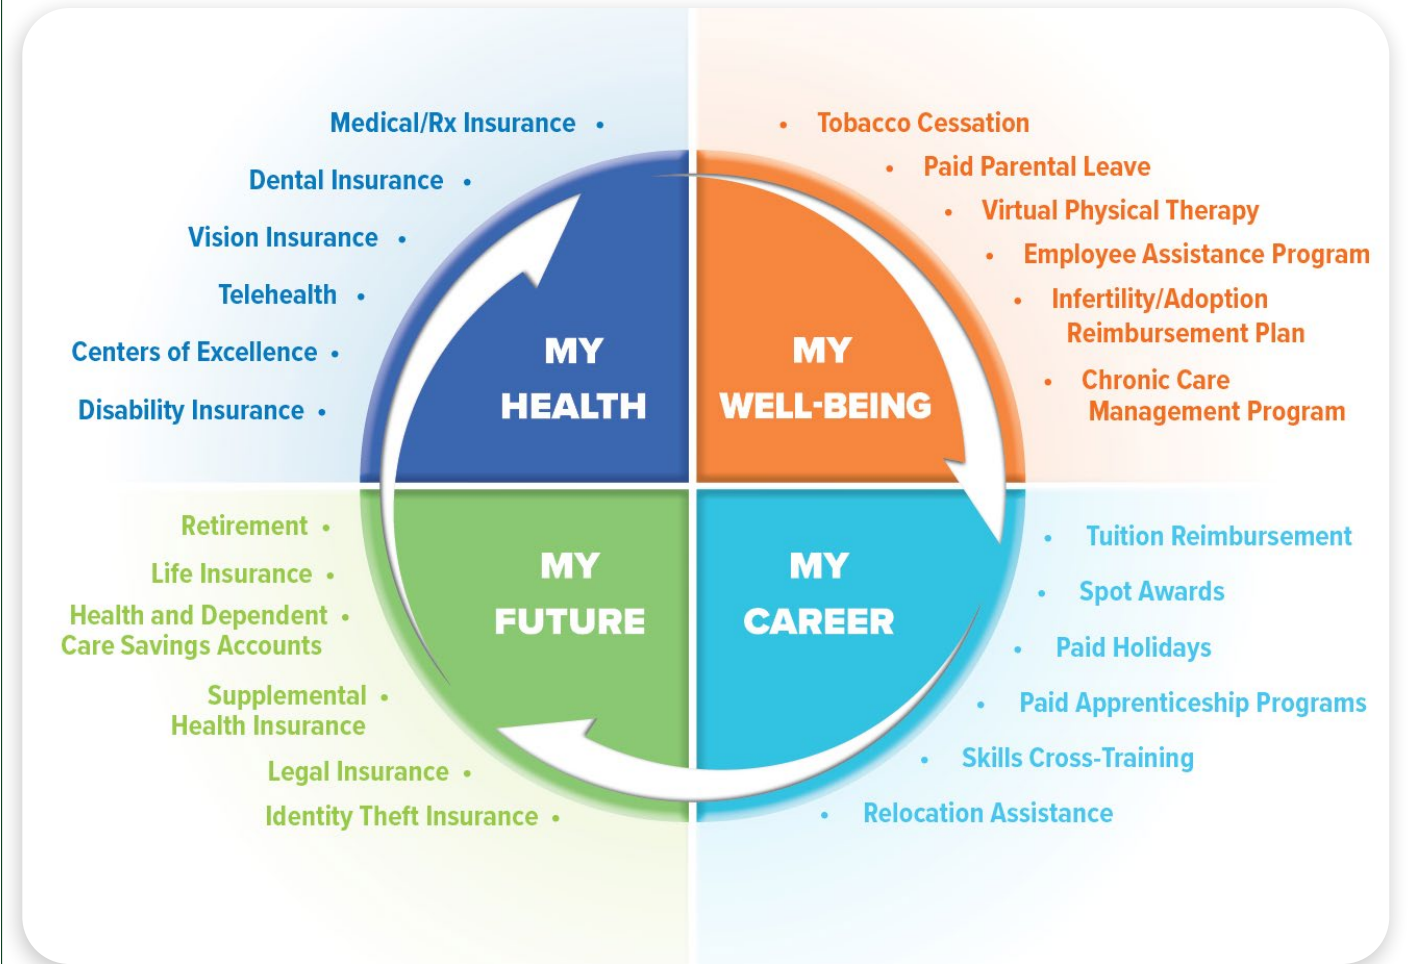 Medical/Rx Insurance •
Dental Insurance •
Vision Insurance •
Telehealth •
Centers of Excellence •
Disability Insurance •
MY
HEALTH
• Tobacco Cessation
• Paid Parental Leave
• Virtual Physical Therapy
• Employee Assistance Program
• Infertility/Adoption
Reimbursement Plan
• Chronic Care
Management Program
MY
WELL-BEING
Retirement •
Life Insurance •
Health and Dependent •
Care Savings Accounts
Supplemental •
Health Insurance
Legal Insurance •
Identity Theft Insurance •
MY
FUTURE
• Tuition Reimbursement
• Spot Awards
• Paid Holidays
• Paid Apprenticeship Programs
• Skills Cross-Training
• Relocation Assistance
MY
CAREER